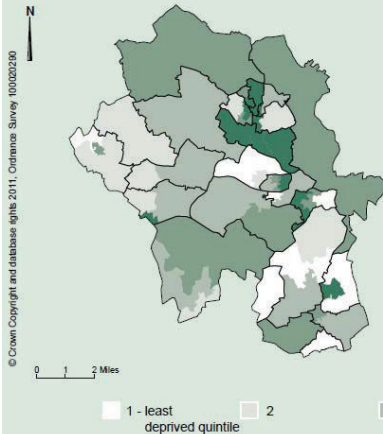 N
© Crown Copyright and database rights 2011, Ordnance Survey 100020290
0 1 2 Miles
1 - least deprived quintile
2